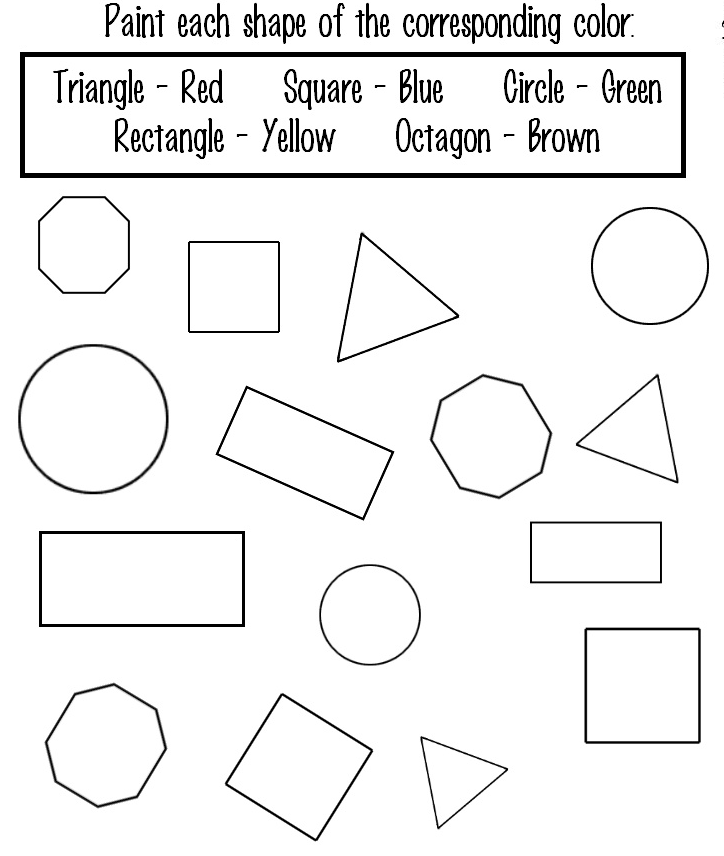 Paint each shape of the corresponding color:
Triangle - Red Square - Blue Circle - Green
Rectangle - Yellow Octagon - Brown